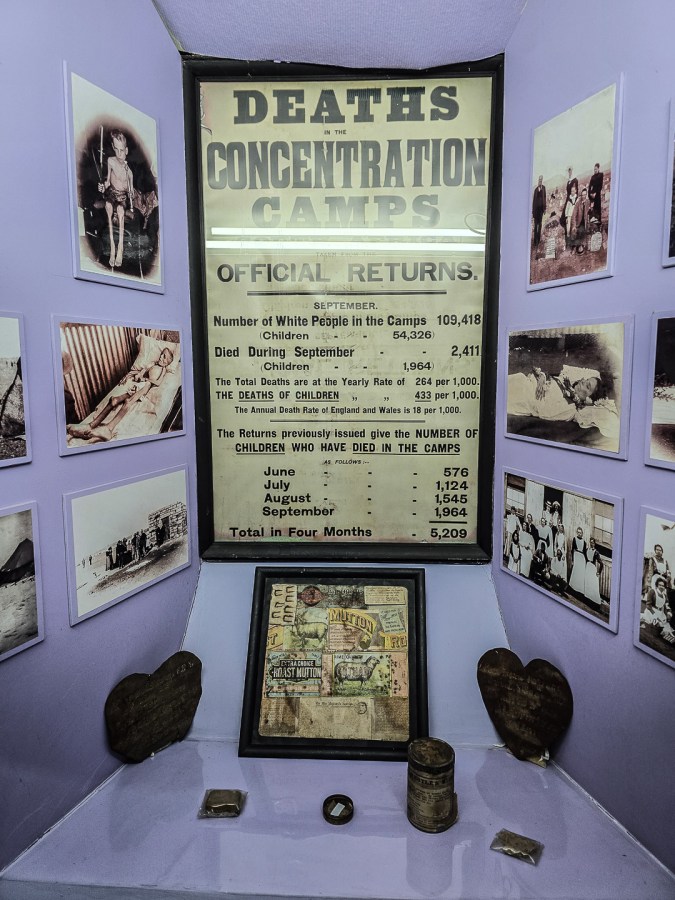 DEATHS
IN THE
CONCENTRATION
CAMPS
OFFICIAL RETURNS.
SEPTEMBER.
Number of White People in the Camps 109,418
(Children - - 54,326)
Died During September - - 2,411
(Children - - 1,964)
The Total Deaths are at the Yearly Rate of 264 per 1,000.
THE DEATHS OF CHILDREN „ „ 433 per 1,000.
The Annual Death Rate of England and Wales is 18 per 1,000.
The Returns previously issued give the NUMBER OF
CHILDREN WHO HAVE DIED IN THE CAMPS
AS FOLLOWS :—
June - - - 576
July - - - 1,124
August - - - 1,545
September - - - 1,964
Total in Four Months - 5,209
MUTTON
EXTRA CHOICE
ROAST MUTTON